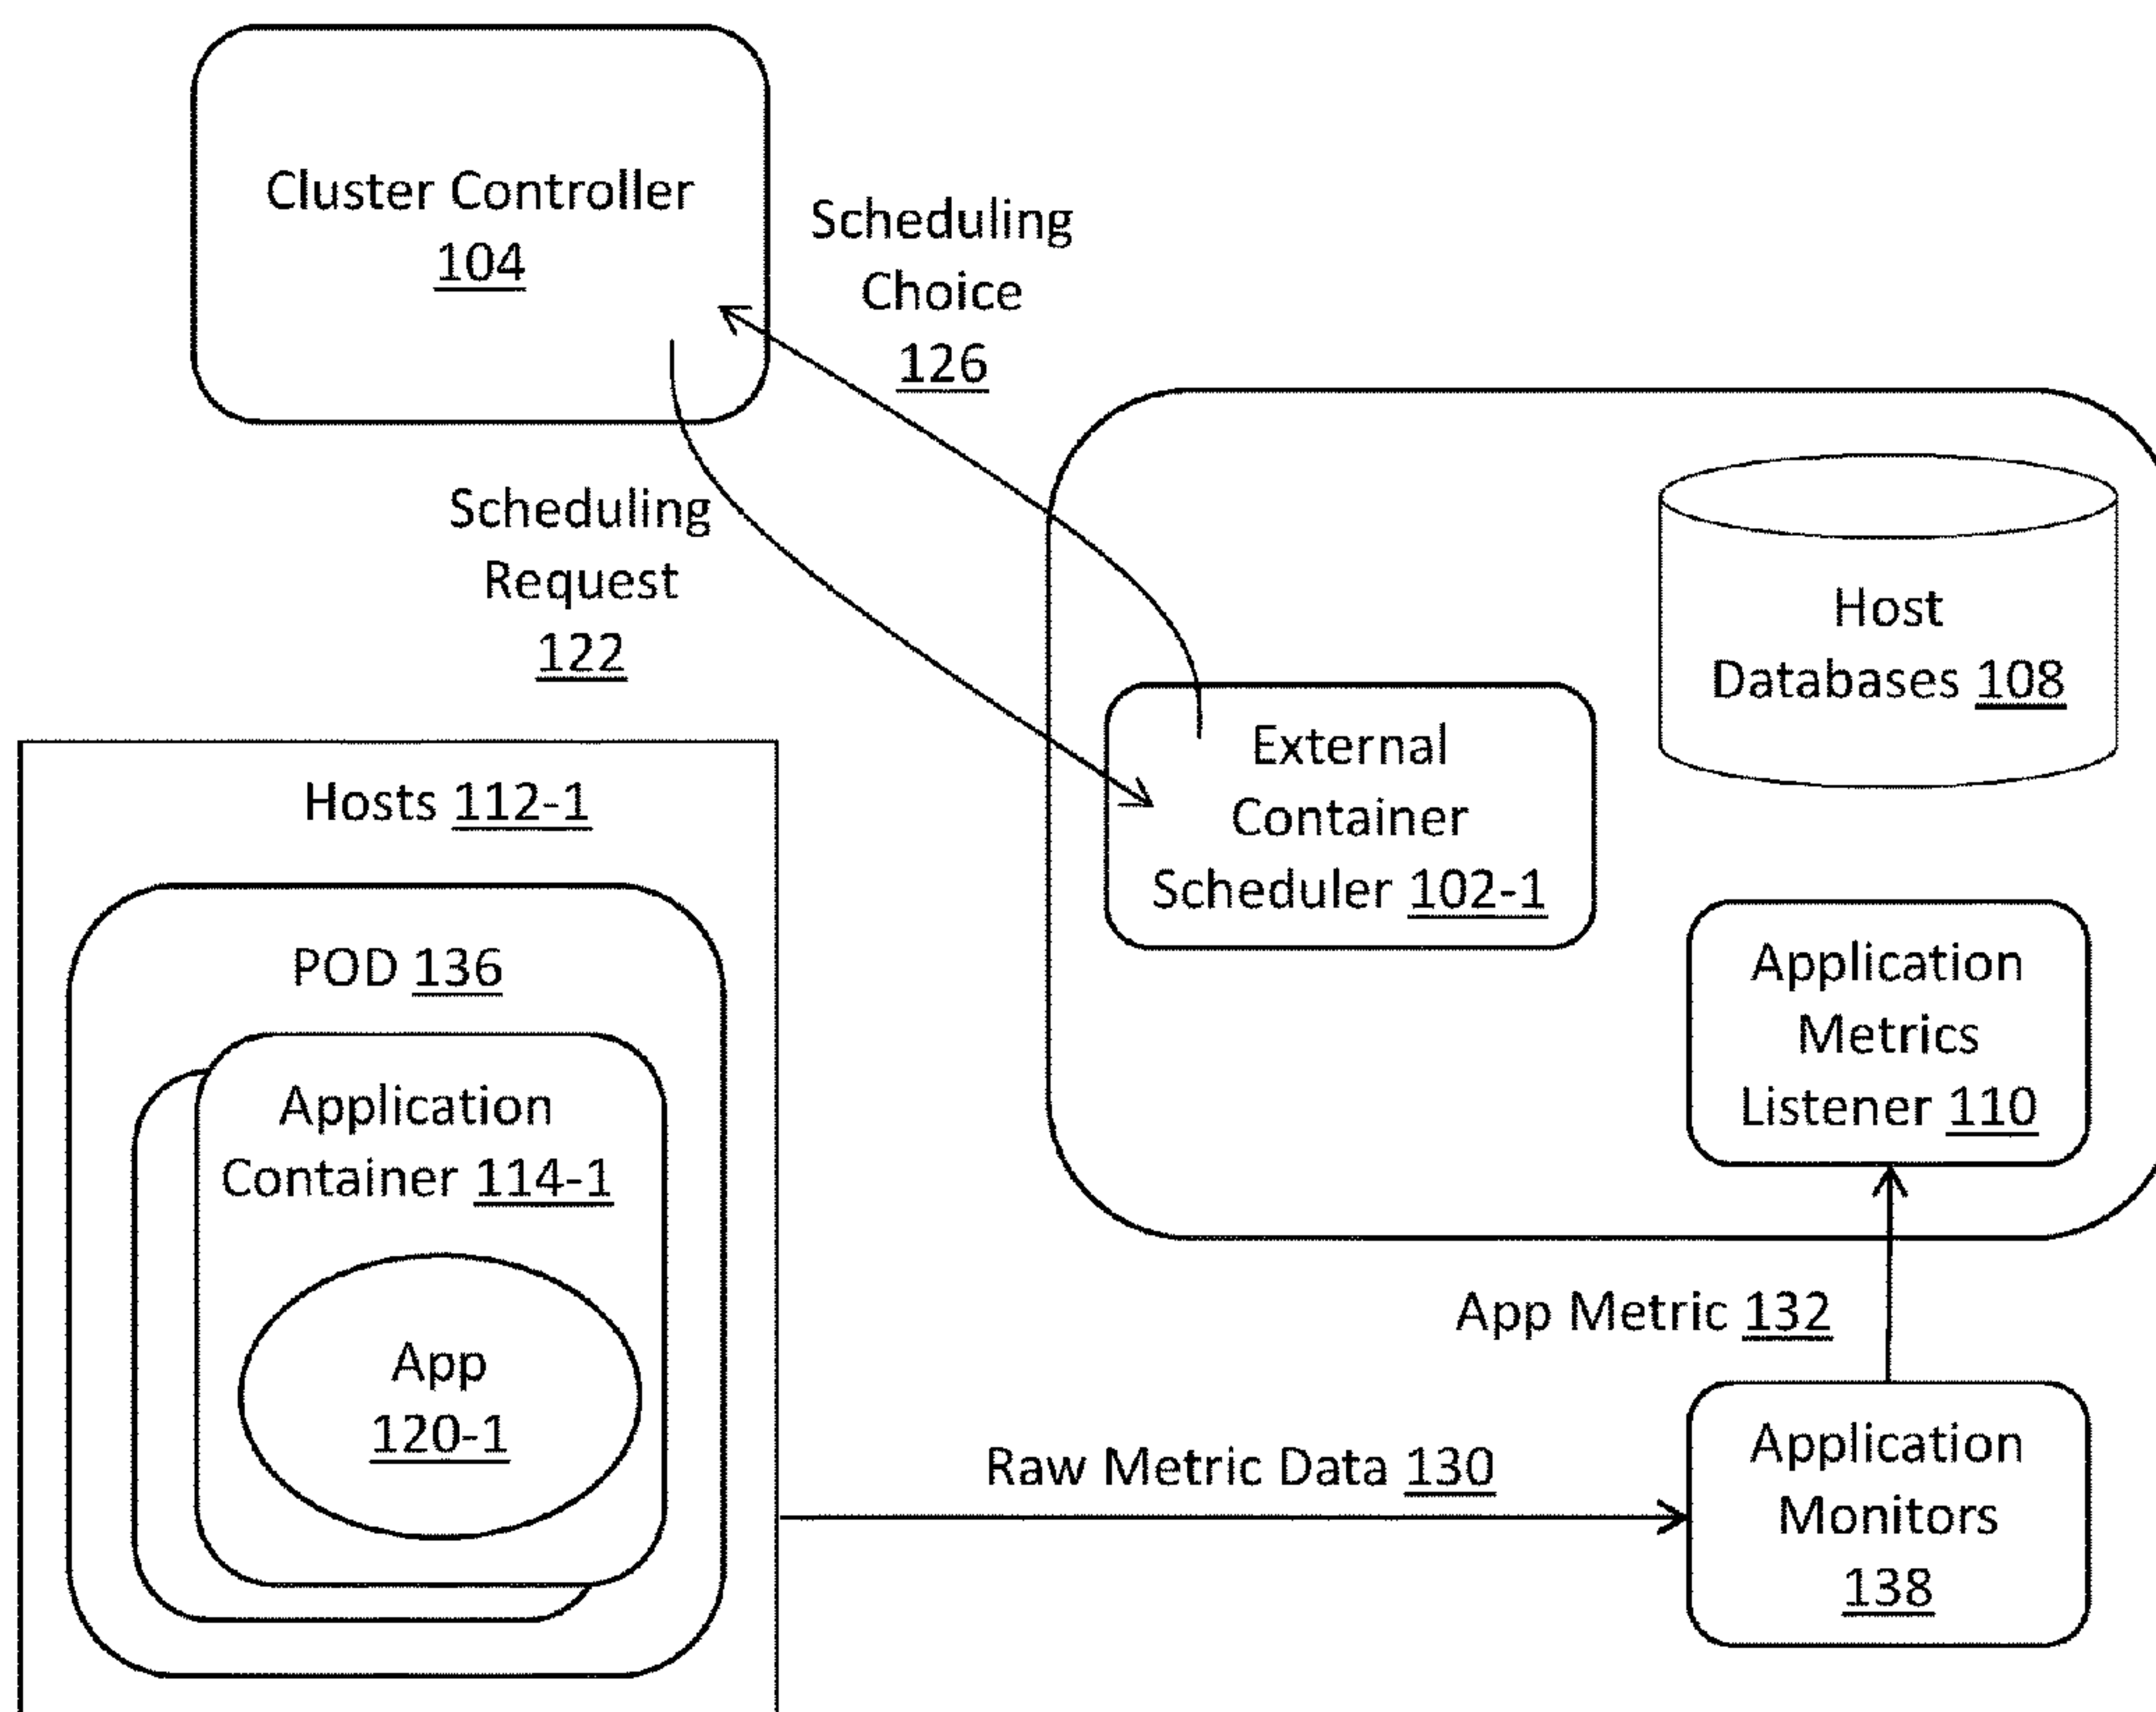 Cluster Controller
104
Scheduling
Choice
126
Scheduling
Request
122
Host
Databases 108
External
Container
Scheduler 102-1
Hosts 112-1
POD 136
Application
Container 114-1
App
120-1
Application
Metrics
Listener 110
App Metric 132
Raw Metric Data 130
Application
Monitors
138